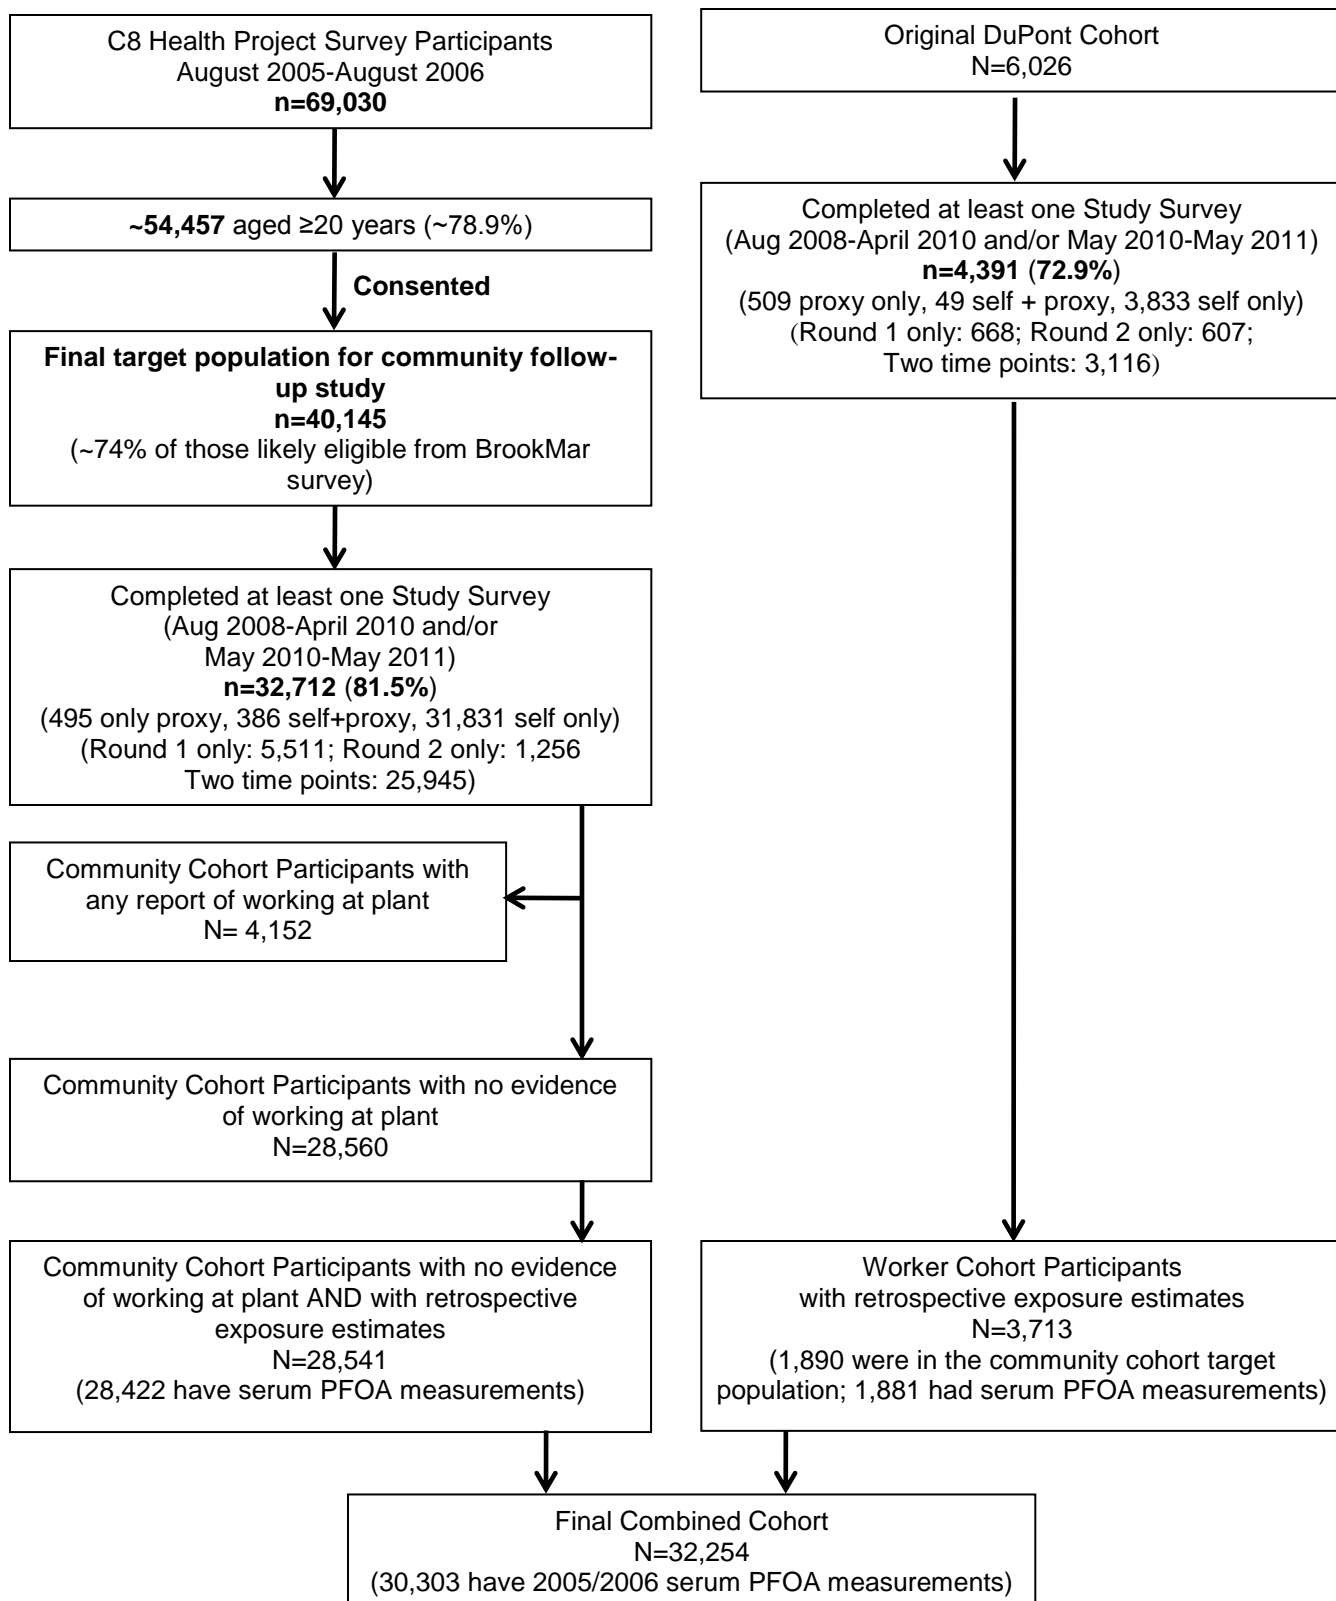 C8 Health Project Survey Participants
August 2005-August 2006
n=69,030
~54,457 aged ≥20 years (~78.9%)
Consented
Final target population for community follow-
up study
n=40,145
(~74% of those likely eligible from BrookMar
survey)
Completed at least one Study Survey
(Aug 2008-April 2010 and/or
May 2010-May 2011)
n=32,712 (81.5%)
(495 only proxy, 386 self+proxy, 31,831 self only)
(Round 1 only: 5,511; Round 2 only: 1,256
Two time points: 25,945)
Community Cohort Participants with
any report of working at plant
N= 4,152
Community Cohort Participants with no evidence
of working at plant
N=28,560
Community Cohort Participants with no evidence
of working at plant AND with retrospective
exposure estimates
N=28,541
(28,422 have serum PFOA measurements)
Original DuPont Cohort
N=6,026
Completed at least one Study Survey
(Aug 2008-April 2010 and/or May 2010-May 2011)
n=4,391 (72.9%)
(509 proxy only, 49 self + proxy, 3,833 self only)
(Round 1 only: 668; Round 2 only: 607;
Two time points: 3,116)
Worker Cohort Participants
with retrospective exposure estimates
N=3,713
(1,890 were in the community cohort target
population; 1,881 had serum PFOA measurements)
Final Combined Cohort
N=32,254
(30,303 have 2005/2006 serum PFOA measurements)